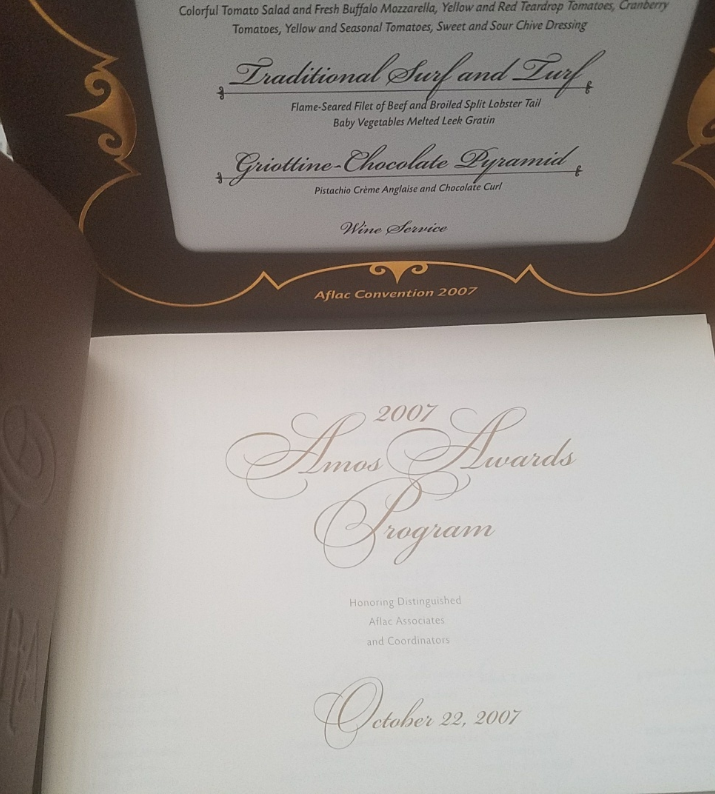 Colorful Tomato Salad and Fresh Buffalo Mozzarella, Yellow and Red Teardrop Tomatoes, Cranberry
Tomatoes, Yellow and Seasonal Tomatoes, Sweet and Sour Chive Dressing
Traditional Surf and Turf
Flame-Seared Filet of Beef and Broiled Split Lobster Tail
Baby Vegetables Melted Leek Gratin
Griottine-Chocolate Pyramid
Pistachio Crème Anglaise and Chocolate Curl
Wine Service
Aflac Convention 2007
2007
Amos Awards
Program
Honoring Distinguished
Aflac Associates
and Coordinators
October 22, 2007